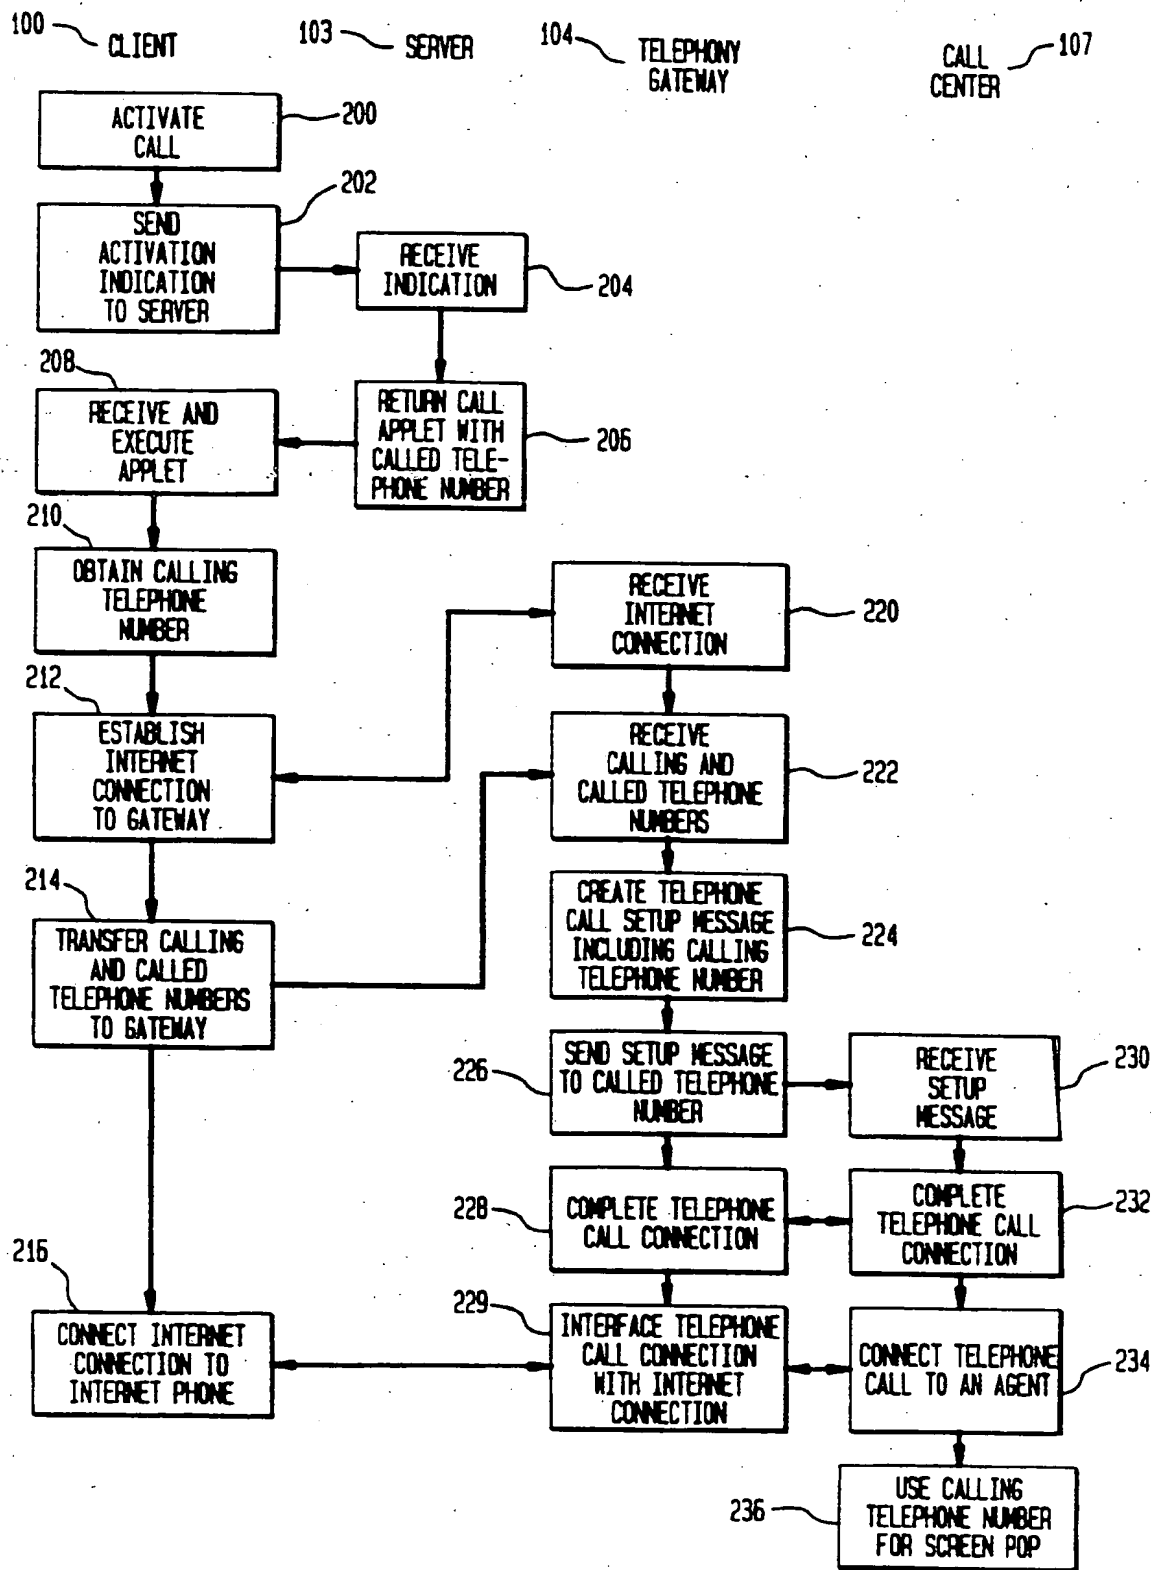 100
CLIENT
103
SERVER
104
TELEPHONY
GATEWAY
CALL
CENTER
107
ACTIVATE
CALL
200
SEND
ACTIVATION
INDICATION
TO SERVER
202
RECEIVE
INDICATION
204
208
RECEIVE AND
EXECUTE
APPLET
RETURN CALL
APPLET WITH
CALLED TELE-
PHONE NUMBER
206
210
OBTAIN CALLING
TELEPHONE
NUMBER
RECEIVE
INTERNET
CONNECTION
220
212
ESTABLISH
INTERNET
CONNECTION
TO GATEWAY
RECEIVE
CALLING AND
CALLED TELEPHONE
NUMBERS
222
214
TRANSFER CALLING
AND CALLED
TELEPHONE NUMBERS
TO GATEWAY
CREATE TELEPHONE
CALL SETUP MESSAGE
INCLUDING CALLING
TELEPHONE NUMBER
224
226
SEND SETUP MESSAGE
TO CALLED TELEPHONE
NUMBER
RECEIVE
SETUP
MESSAGE
230
228
COMPLETE TELEPHONE
CALL CONNECTION
COMPLETE
TELEPHONE CALL
CONNECTION
232
216
CONNECT INTERNET
CONNECTION TO
INTERNET PHONE
229
INTERFACE TELEPHONE
CALL CONNECTION
WITH INTERNET
CONNECTION
CONNECT TELEPHONE
CALL TO AN AGENT
234
236
USE CALLING
TELEPHONE NUMBER
FOR SCREEN POP